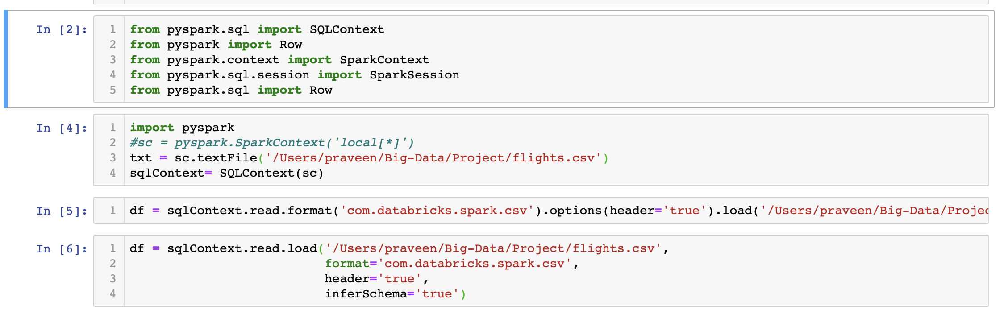 In [2]:
1 from pyspark.sql import SQLContext
2 from pyspark import Row
3 from pyspark.context import SparkContext
4 from pyspark.sql.session import SparkSession
5 from pyspark.sql import Row
In [4]:
1 import pyspark
2 #sc = pyspark.SparkContext('local[*]')
3 txt = sc.textFile('/Users/praveen/Big-Data/Project/flights.csv')
4 sqlContext= SQLContext(sc)
In [5]:
1 df = sqlContext.read.format('com.databricks.spark.csv').options(header='true').load('/Users/praveen/Big-Data/Projec
In [6]:
1 df = sqlContext.read.load('/Users/praveen/Big-Data/Project/flights.csv',
2 format='com.databricks.spark.csv',
3 header='true',
4 inferSchema='true')